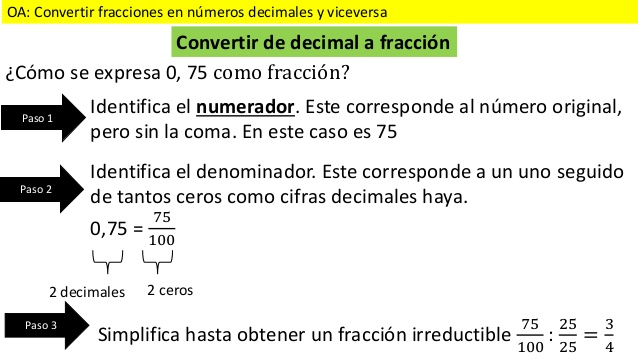 OA: Convertir fracciones en números decimales y viceversa
Convertir de decimal a fracción
¿Cómo se expresa 0, 75 como fracción?
Paso 1
Identifica el numerador. Este corresponde al número original,
pero sin la coma. En este caso es 75
Paso 2
Identifica el denominador. Este corresponde a un uno seguido
de tantos ceros como cifras decimales haya.
0,75 = 75/100
2 decimales 2 ceros
Paso 3
Simplifica hasta obtener un fracción irreductible 75/100 : 25/25 = 3/4